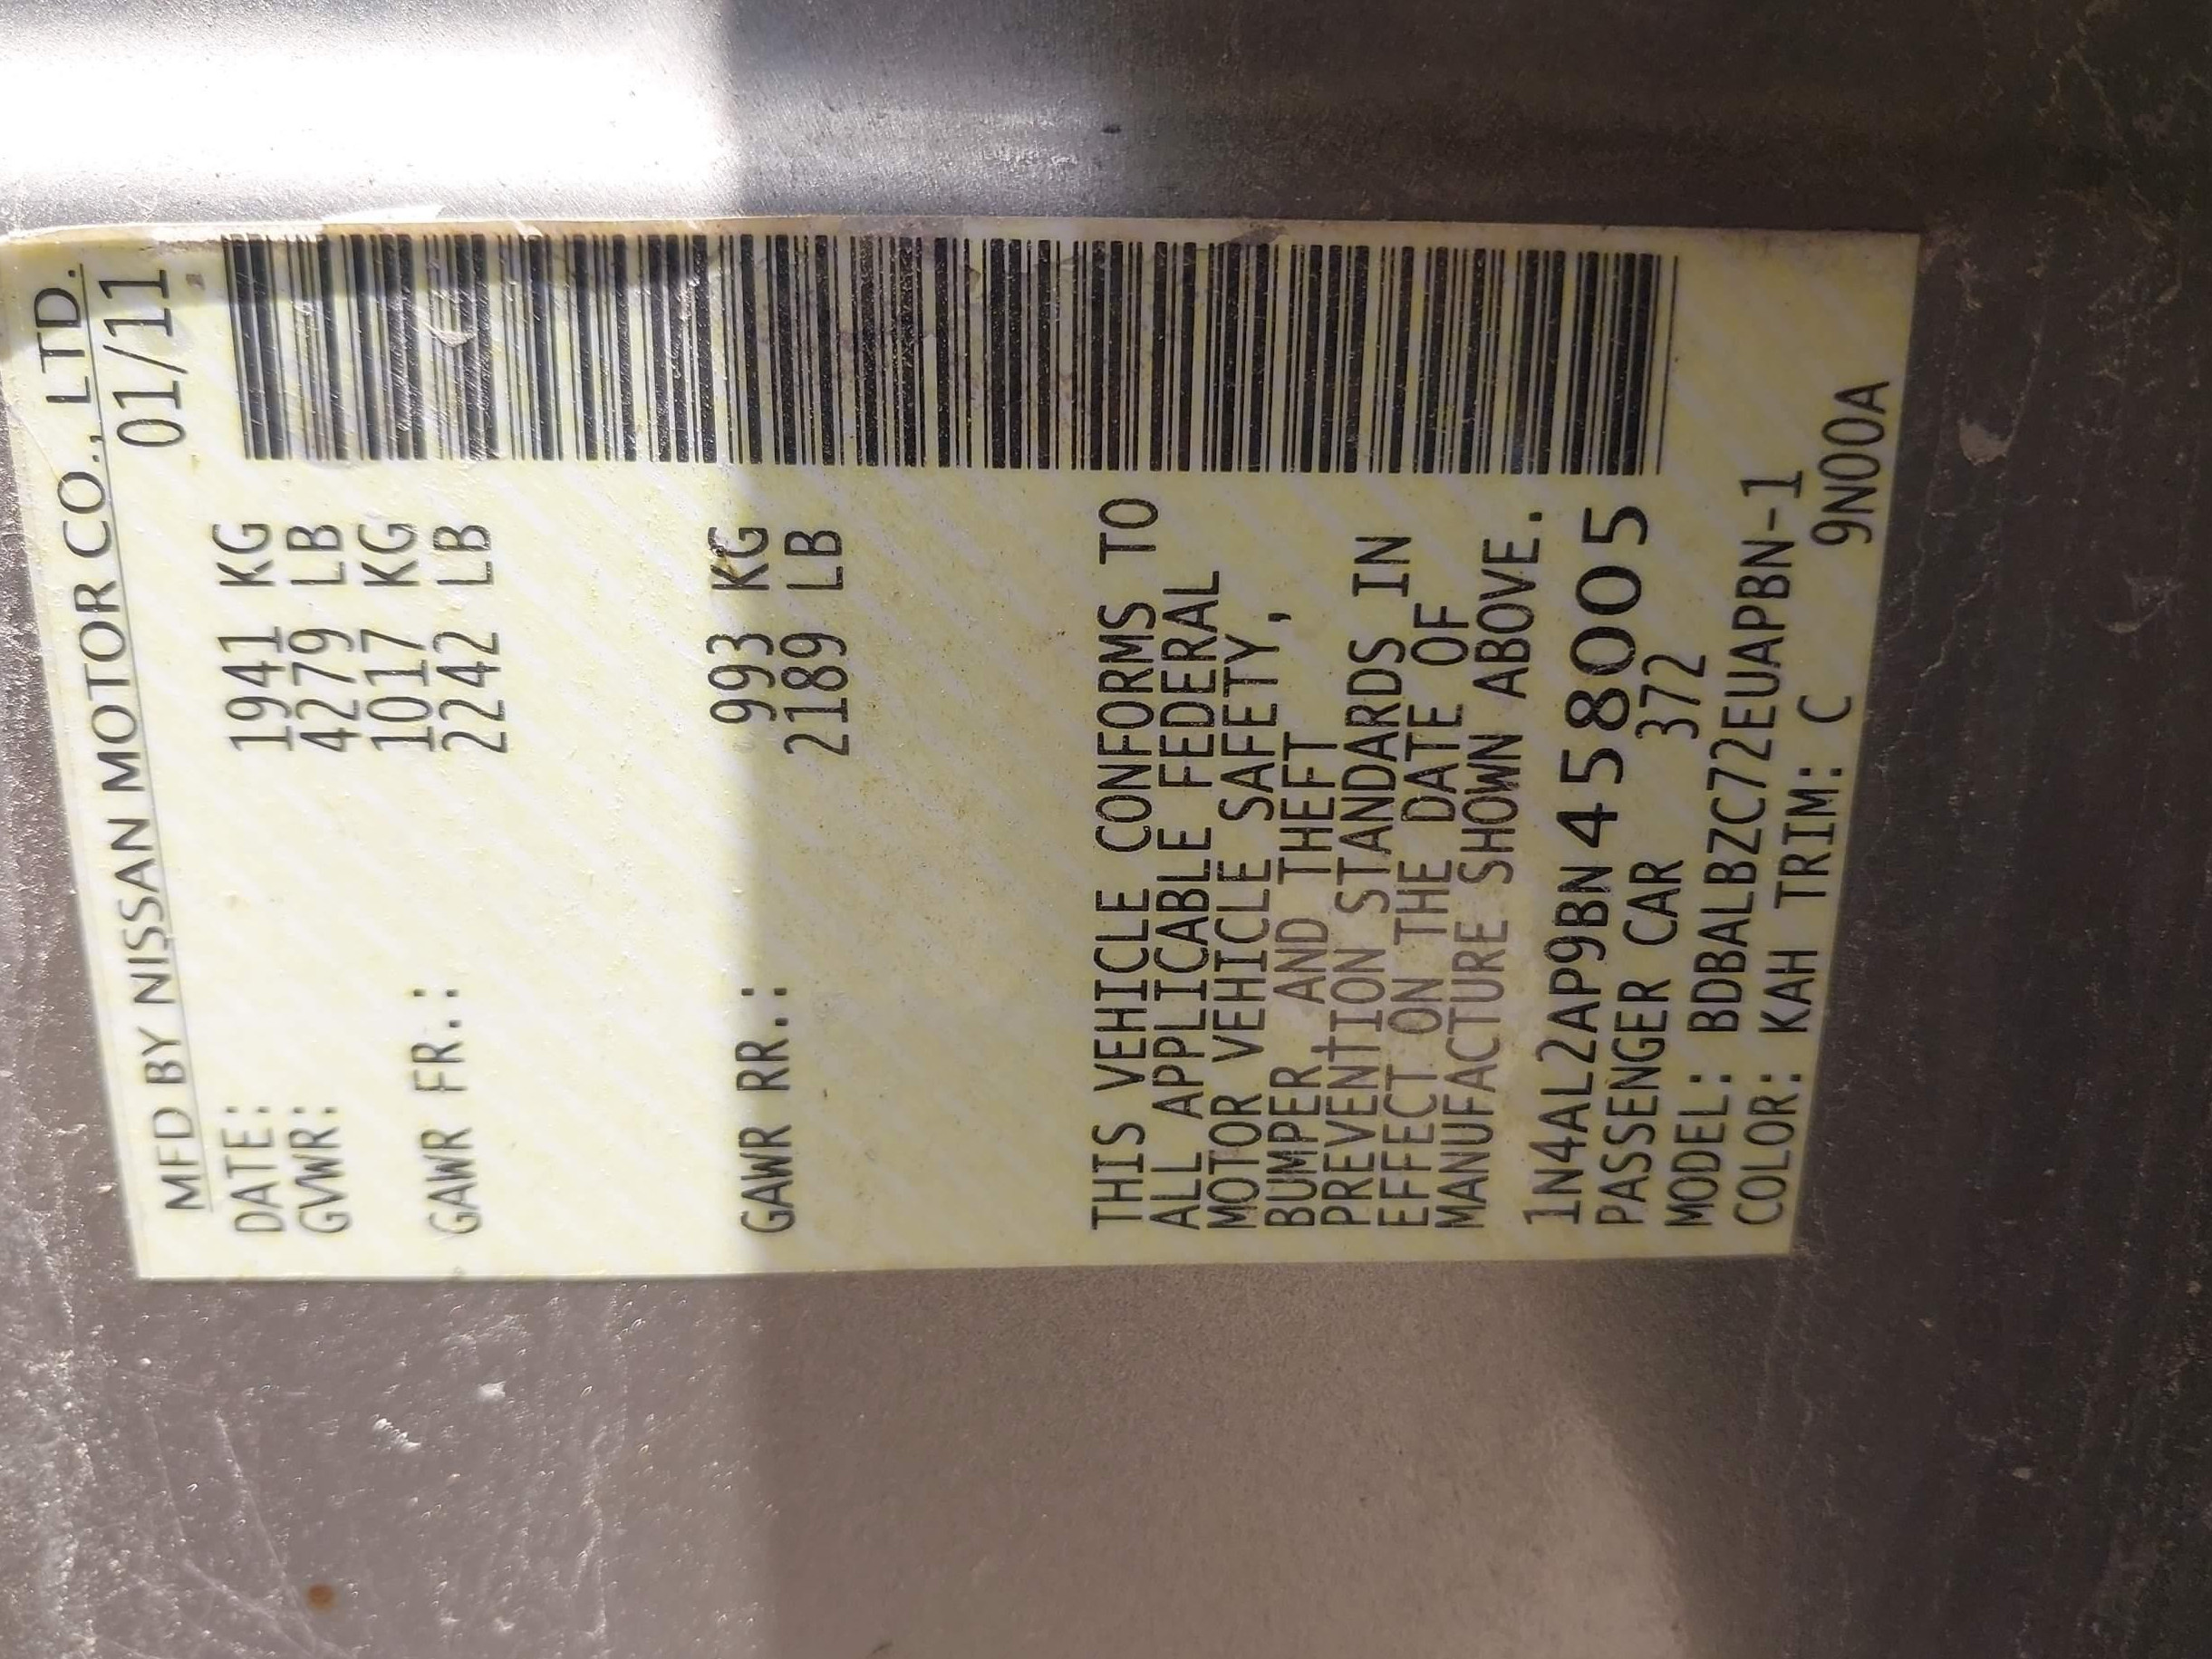 MFD BY NISSAN MOTOR CO., LTD.
DATE: 01/11
GVWR: 1941 KG
4279 LB
GAWR FR.: 1017 KG
2242 LB
GAWR RR.: 993 KG
2189 LB
THIS VEHICLE CONFORMS TO
ALL APPLICABLE FEDERAL
MOTOR VEHICLE SAFETY,
BUMPER AND THEFT
PREVENTION STANDARDS IN
EFFECT ON THE DATE OF
MANUFACTURE SHOWN ABOVE.
1N4AL2AP9BN458005
PASSENGER CAR 372
MODEL: BDBALBZC72EUAPBN-1
COLOR: KAH TRIM: C 9N00A